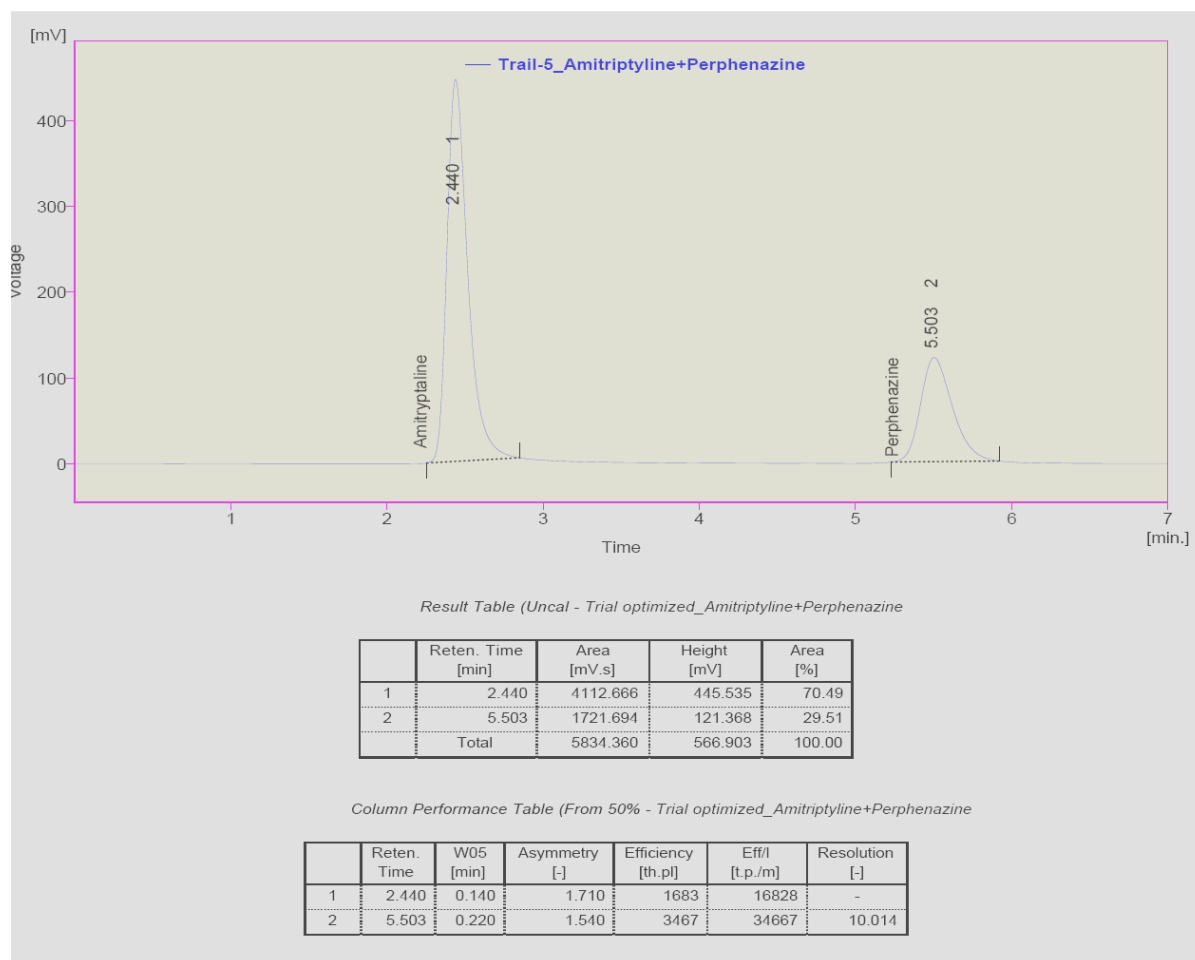 [mV]
Trail-5_Amitriptyline+Perphenazine
400
300
200
100
0
Voltage
Amitryptaline
2.440 1
Perphenazine
5.503 2
1 2 3 4 5 6 7
Time
[min.]
Result Table (Uncal - Trial optimized_Amitriptyline+Perphenazine
Reten. Time Area Height Area
[min] [mV.s] [mV] [%]
1 2.440 4112.666 445.535 70.49
2 5.503 1721.694 121.368 29.51
Total 5834.360 566.903 100.00
Column Performance Table (From 50% - Trial optimized_Amitriptyline+Perphenazine
Reten. W05 Asymmetry Efficiency Eff/l Resolution
Time [min] [-] [th.pl] [t.p./m] [-]
1 2.440 0.140 1.710 1683 16828 -
2 5.503 0.220 1.540 3467 34667 10.014